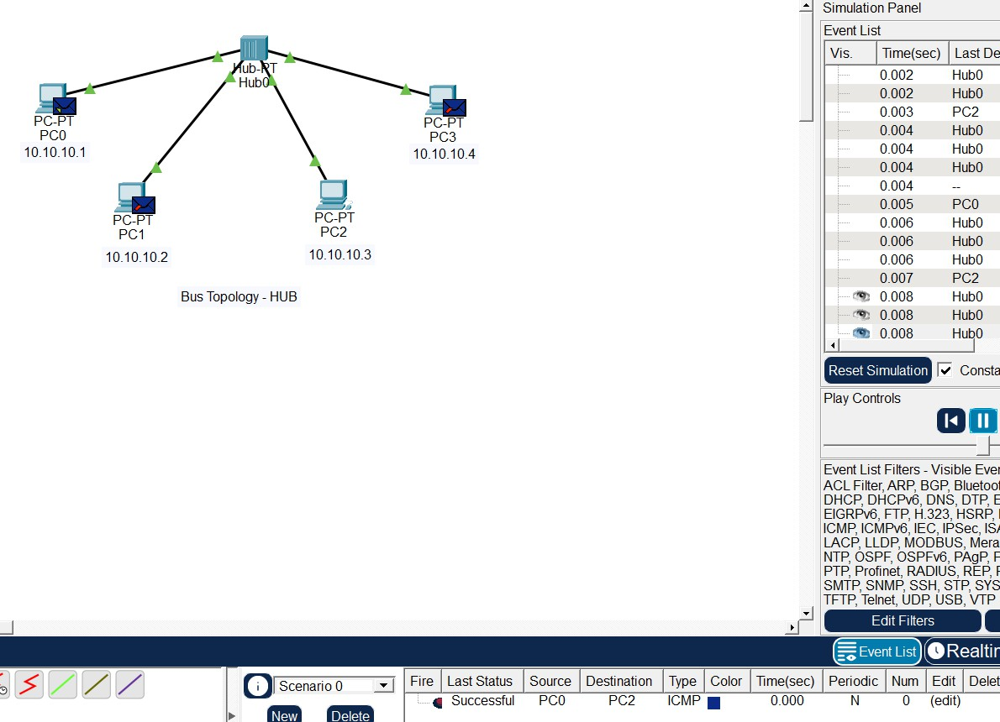 Simulation Panel
Event List
Vis. Time(sec) Last De
0.002 Hub0
0.002 Hub0
0.003 PC2
0.004 Hub0
0.004 Hub0
0.004 Hub0
0.004 --
0.005 PC0
0.006 Hub0
0.006 Hub0
0.006 Hub0
0.007 PC2
0.008 Hub0
0.008 Hub0
0.008 Hub0
Reset Simulation Consta
Play Controls
Event List Filters - Visible Ever
ACL Filter, ARP, BGP, Bluetoot
DHCP, DHCPv6, DNS, DTP, E
EIGRPv6, FTP, H.323, HSRP,
ICMP, ICMPv6, IEC, IPSec, ISA
LACP, LLDP, MODBUS, Mera
NTP, OSPF, OSPFv6, PAgP, P
PTP, Profinet, RADIUS, REP,
SMTP, SNMP, SSH, STP, SYS
TFTP, Telnet, UDP, USB, VTP
Edit Filters
Hub-PT
Hub0
PC-PT
PC0
10.10.10.1
PC-PT
PC1
10.10.10.2
PC-PT
PC2
10.10.10.3
PC-PT
PC3
10.10.10.4
Bus Topology - HUB
Event List Realtin
Scenario 0
New Delete
Fire Last Status Source Destination Type Color Time(sec) Periodic Num Edit Delet
Successful PC0 PC2 ICMP 0.000 N 0 (edit)